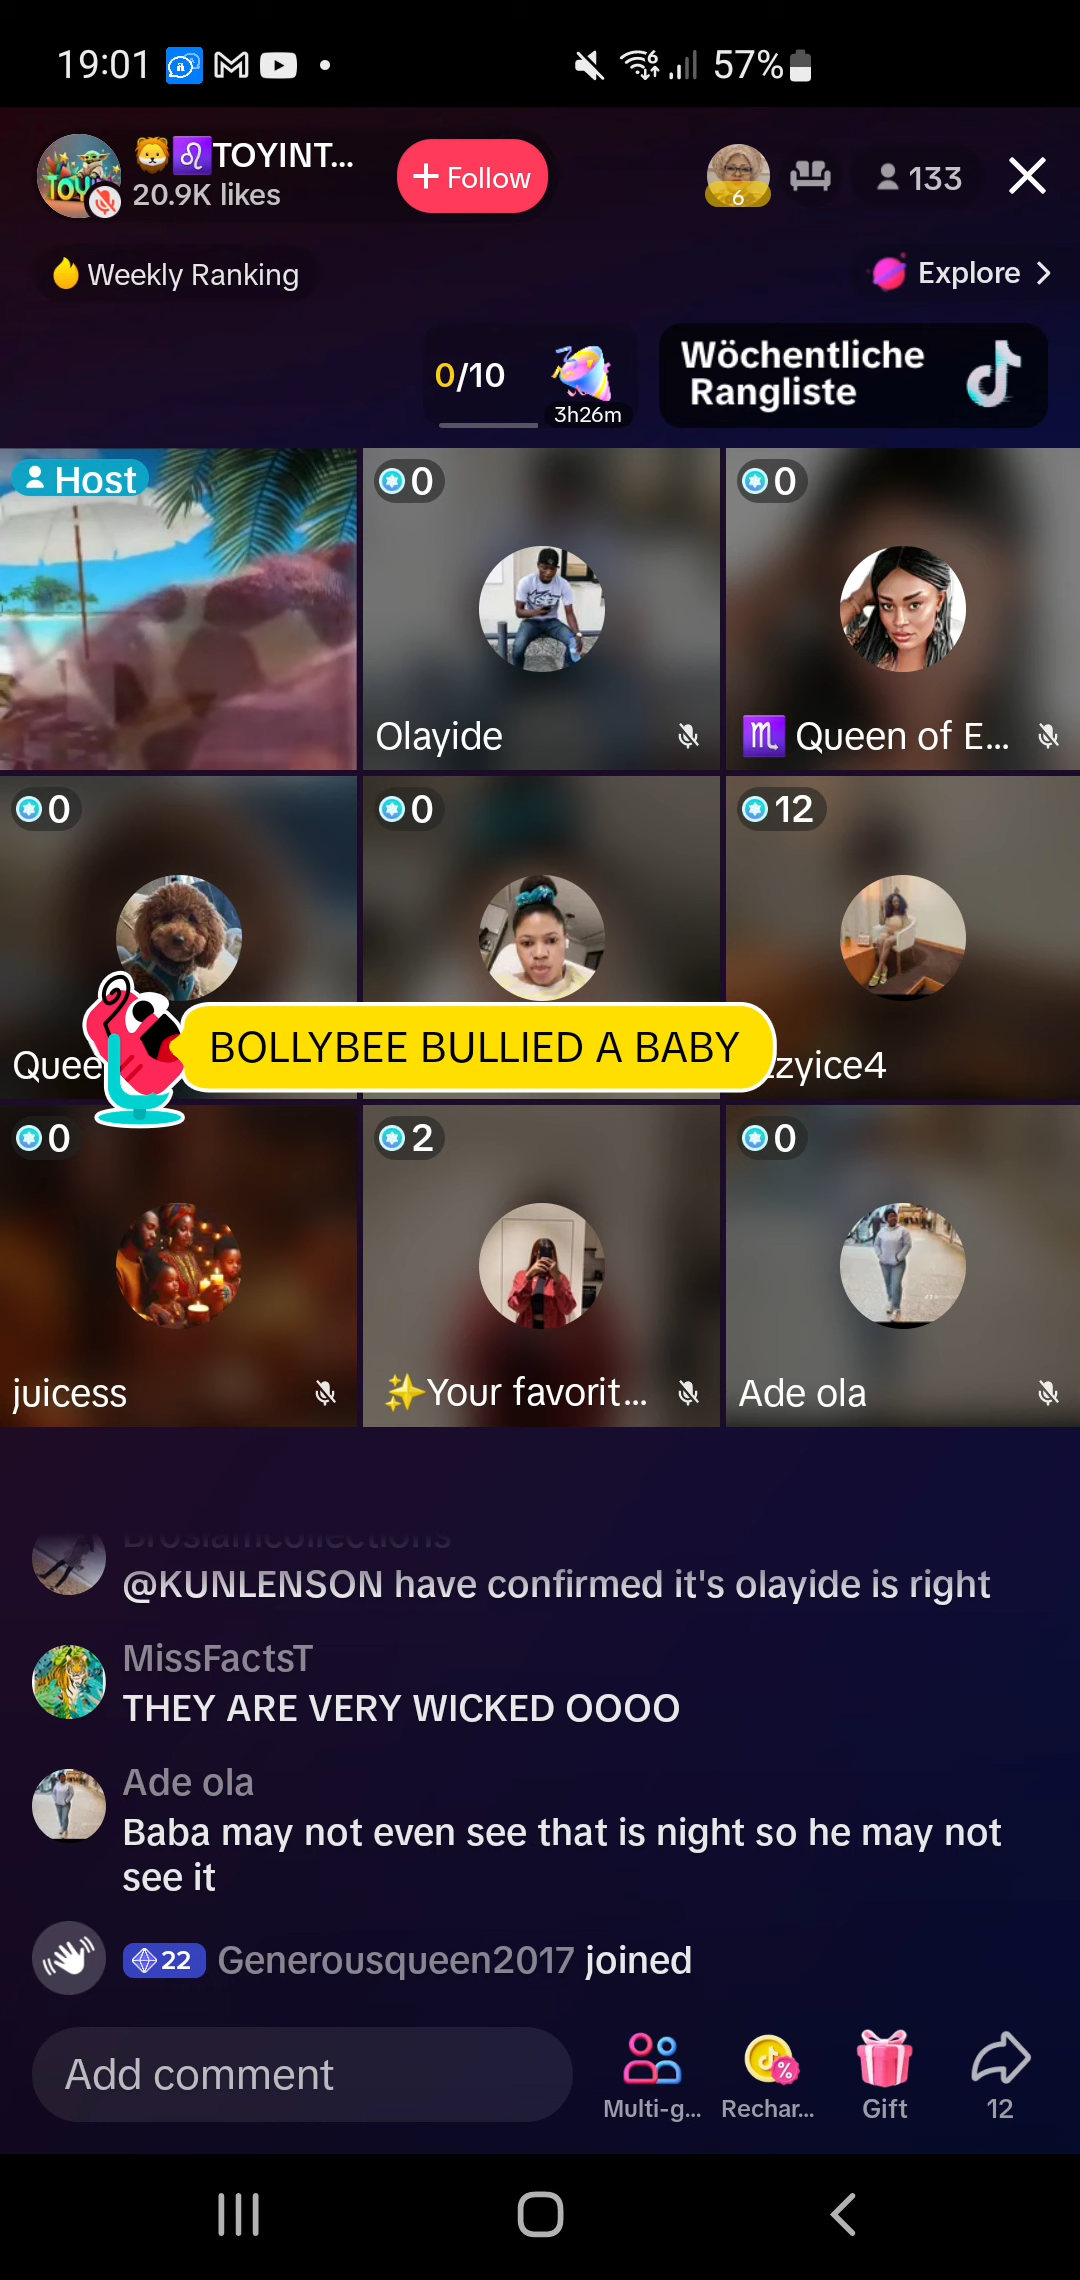 19:01
57%
🦁♌TOYINT...
20.9K likes
+ Follow
6
133
Weekly Ranking
Explore
0/10
3h26m
Wöchentliche
Rangliste
Host
0
0
Olayide
♏ Queen of E...
0
0
12
BOLLYBEE BULLIED A BABY
Quee
zyice4
0
2
0
juicess
✨Your favorit...
Ade ola
Broslamcollections
@KUNLENSON have confirmed it's olayide is right
MissFactsT
THEY ARE VERY WICKED OOOO
Ade ola
Baba may not even see that is night so he may not
see it
22 Generousqueen2017 joined
Add comment
Multi-g...
Rechar...
Gift
12